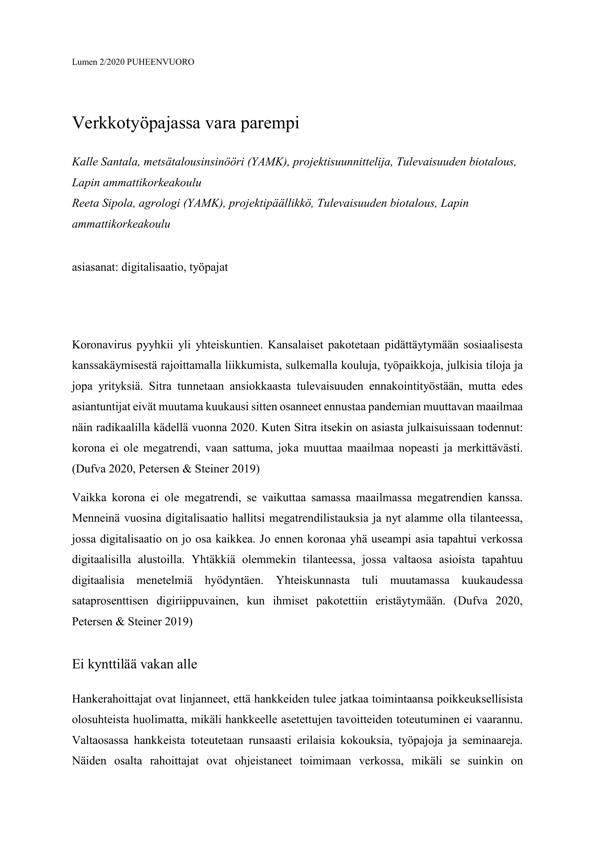 Lumen 2/2020 PUHEENVUORO
Verkkotyöpajassa vara parempi
Kalle Santala, metsätalousinsinööri (YAMK), projektisuunnittelija, Tulevaisuuden biotalous,
Lapin ammattikorkeakoulu
Reeta Sipola, agrologi (YAMK), projektipäällikkö, Tulevaisuuden biotalous, Lapin
ammattikorkeakoulu
asiasanat: digitalisaatio, työpajat
Koronavirus pyyhkii yli yhteiskuntien. Kansalaiset pakotetaan pidättäytymään sosiaalisesta
kanssakäymisestä rajoittamalla liikkumista, sulkemalla kouluja, työpaikkoja, julkisia tiloja ja
jopa yrityksiä. Sitra tunnetaan ansiokkaasta tulevaisuuden ennakointityöstään, mutta edes
asiantuntijat eivät muutama kuukausi sitten osanneet ennustaa pandemian muuttavan maailmaa
näin radikaalilla kädellä vuonna 2020. Kuten Sitra itsekin on asiasta julkaisuissaan todennut:
korona ei ole megatrendi, vaan sattuma, joka muuttaa maailmaa nopeasti ja merkittävästi.
(Dufva 2020, Petersen & Steiner 2019)
Vaikka korona ei ole megatrendi, se vaikuttaa samassa maailmassa megatrendien kanssa.
Menneinä vuosina digitalisaatio hallitsi megatrendilistauksia ja nyt alamme olla tilanteessa,
jossa digitalisaatio on jo osa kaikkea. Jo ennen koronaa yhä useampi asia tapahtui verkossa
digitaalisilla alustoilla. Yhtäkkiä olemmekin tilanteessa, jossa valtaosa asioista tapahtuu
digitaalisia menetelmiä hyödyntäen. Yhteiskunnasta tuli muutamassa kuukaudessa
sataprosenttisen digiriippuvainen, kun ihmiset pakotettiin eristäytymään. (Dufva 2020,
Petersen & Steiner 2019)
Ei kynttilää vakan alle
Hankerahoittajat ovat linjanneet, että hankkeiden tulee jatkaa toimintaansa poikkeuksellisista
olosuhteista huolimatta, mikäli hankkeelle asetettujen tavoitteiden toteutuminen ei vaarannu.
Valtaosassa hankkeista toteutetaan runsaasti erilaisia kokouksia, työpajoja ja seminaareja.
Näiden osalta rahoittajat ovat ohjeistaneet toimimaan verkossa, mikäli se suinkin on